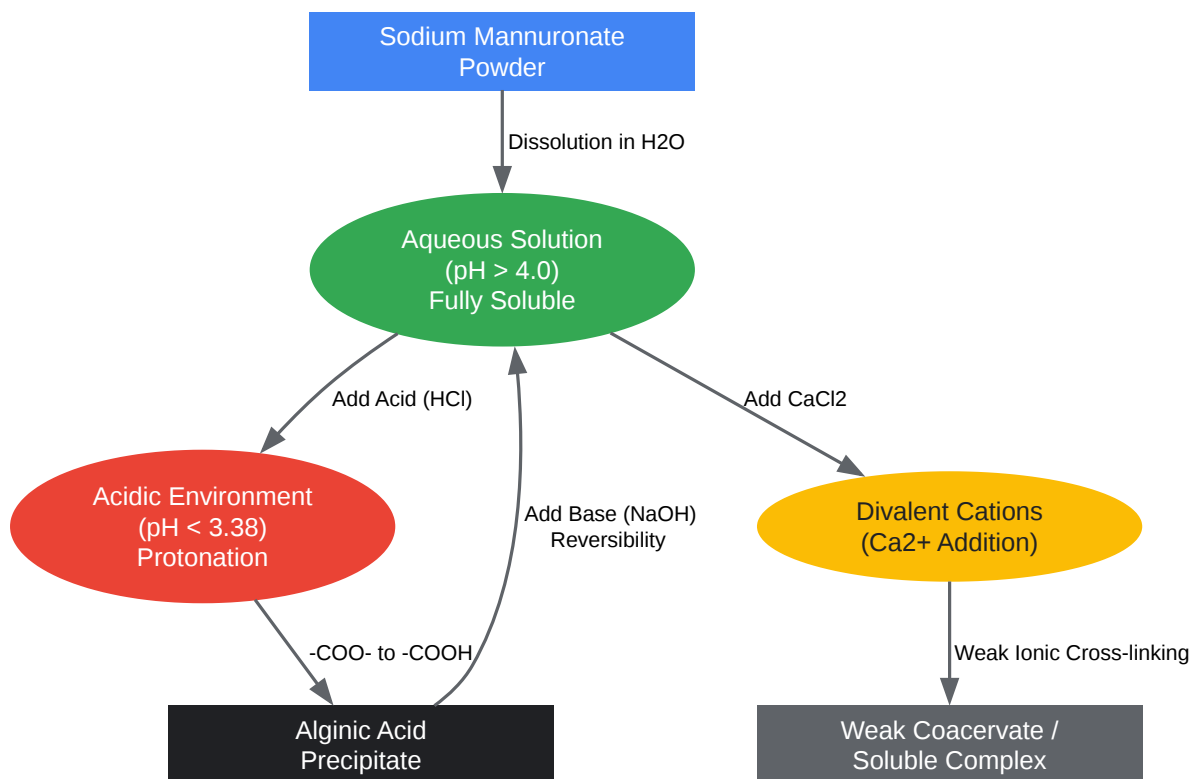 Sodium Mannuronate
Powder
Dissolution in H2O
Aqueous Solution
(pH > 4.0)
Fully Soluble
Add Acid (HCl)
Add CaCl2
Acidic Environment
(pH < 3.38)
Protonation
Add Base (NaOH)
Reversibility
Divalent Cations
(Ca2+ Addition)
-COO- to -COOH
Weak Ionic Cross-linking
Alginic Acid
Precipitate
Weak Coacervate /
Soluble Complex